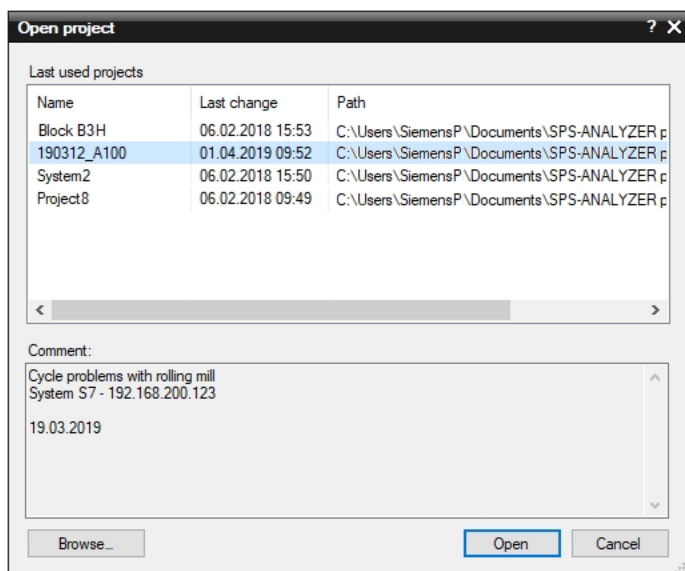 Open project
?
Last used projects
Name Last change Path
Block B3H 06.02.2018 15:53 C:\Users\SiemensP\Documents\SPS-ANALYZER p
190312_A100 01.04.2019 09:52 C:\Users\SiemensP\Documents\SPS-ANALYZER p
System2 06.02.2018 15:50 C:\Users\SiemensP\Documents\SPS-ANALYZER p
Project8 06.02.2018 09:49 C:\Users\SiemensP\Documents\SPS-ANALYZER p
Comment:
Cycle problems with rolling mill
System S7 - 192.168.200.123
19.03.2019
Browse... Open Cancel